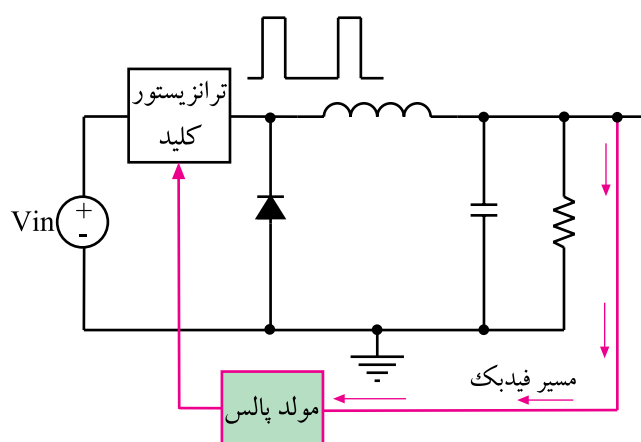 ترانزیستور
کلید
Vin
+
-
مسیر فیدبک
مولد پالس